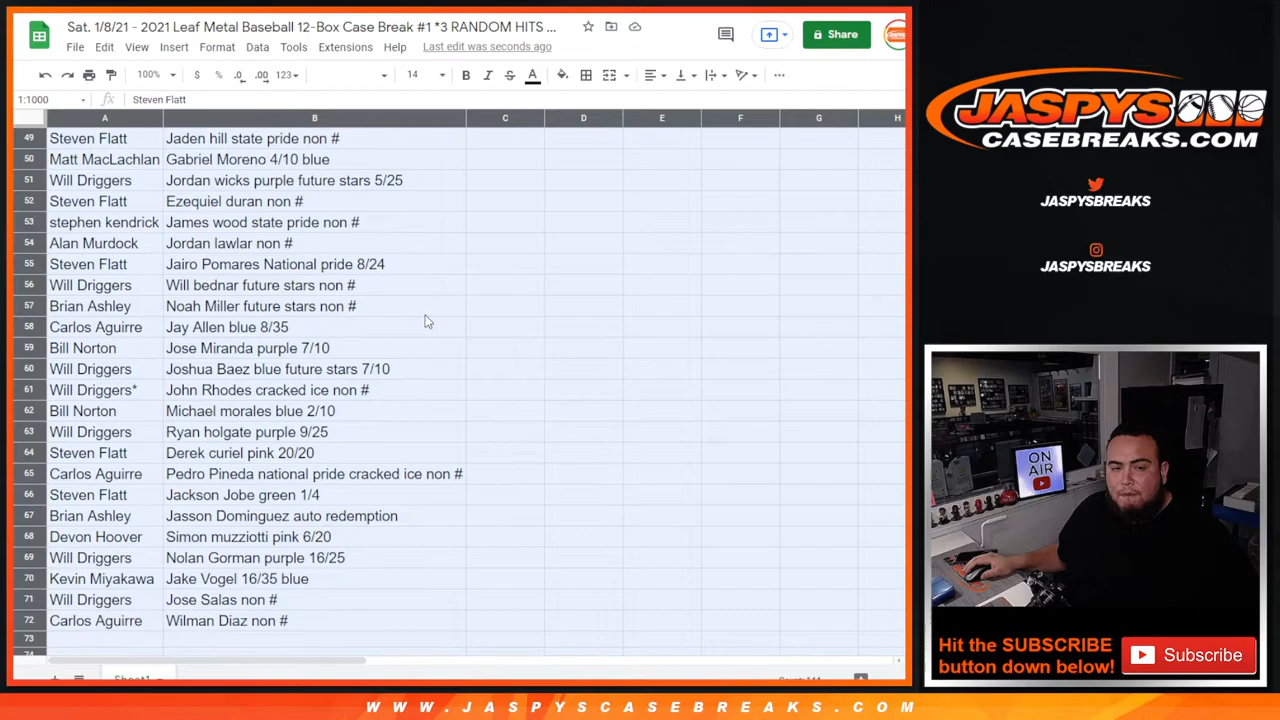 Sat. 1/8/21 - 2021 Leaf Metal Baseball 12-Box Case Break #1 *3 RANDOM HITS ...
File Edit View Insert Format Data Tools Extensions Help Last edit was seconds ago
Share
100% $ % .0 .00 123 14 B I S A
1:1000 fx Steven Flatt
A B C D E F G H
49 Steven Flatt Jaden hill state pride non #
50 Matt MacLachlan Gabriel Moreno 4/10 blue
51 Will Driggers Jordan wicks purple future stars 5/25
52 Steven Flatt Ezequiel duran non #
53 stephen kendrick James wood state pride non #
54 Alan Murdock Jordan lawlar non #
55 Steven Flatt Jairo Pomares National pride 8/24
56 Will Driggers Will bednar future stars non #
57 Brian Ashley Noah Miller future stars non #
58 Carlos Aguirre Jay Allen blue 8/35
59 Bill Norton Jose Miranda purple 7/10
60 Will Driggers Joshua Baez blue future stars 7/10
61 Will Driggers* John Rhodes cracked ice non #
62 Bill Norton Michael morales blue 2/10
63 Will Driggers Ryan holgate purple 9/25
64 Steven Flatt Derek curiel pink 20/20
65 Carlos Aguirre Pedro Pineda national pride cracked ice non #
66 Steven Flatt Jackson Jobe green 1/4
67 Brian Ashley Jasson Dominguez auto redemption
68 Devon Hoover Simon muzziotti pink 6/20
69 Will Driggers Nolan Gorman purple 16/25
70 Kevin Miyakawa Jake Vogel 16/35 blue
71 Will Driggers Jose Salas non #
72 Carlos Aguirre Wilman Diaz non #
73
74
Sheet1
JASPYS
CASEBREAKS.COM
JASPYSBREAKS
JASPYSBREAKS
ON
AIR
Hit the SUBSCRIBE
button down below!
Subscribe
WWW.JASPYSCASEBREAKS.COM